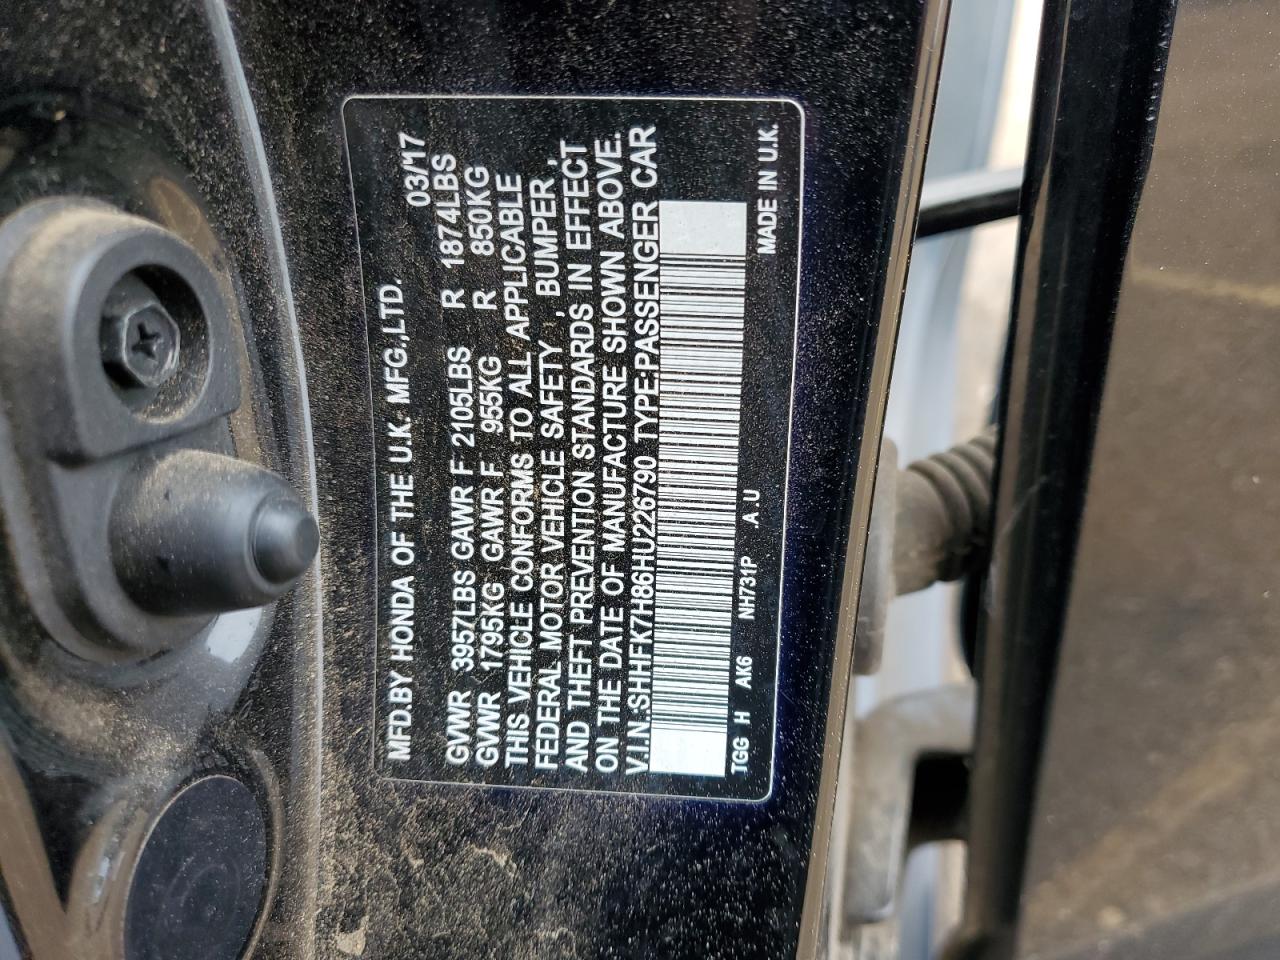 MFD.BY HONDA OF THE U.K. MFG.,LTD. 03/17
GVWR 3957LBS GAWR F 2105LBS R 1874LBS
GVWR 1795KG GAWR F 955KG R 850KG
THIS VEHICLE CONFORMS TO ALL APPLICABLE
FEDERAL MOTOR VEHICLE SAFETY , BUMPER ,
AND THEFT PREVENTION STANDARDS IN EFFECT
ON THE DATE OF MANUFACTURE SHOWN ABOVE.
V.I.N.:SHHFK7H86HU226790 TYPE:PASSENGER CAR
TGG H AK6 NH731P A U MADE IN U.K.